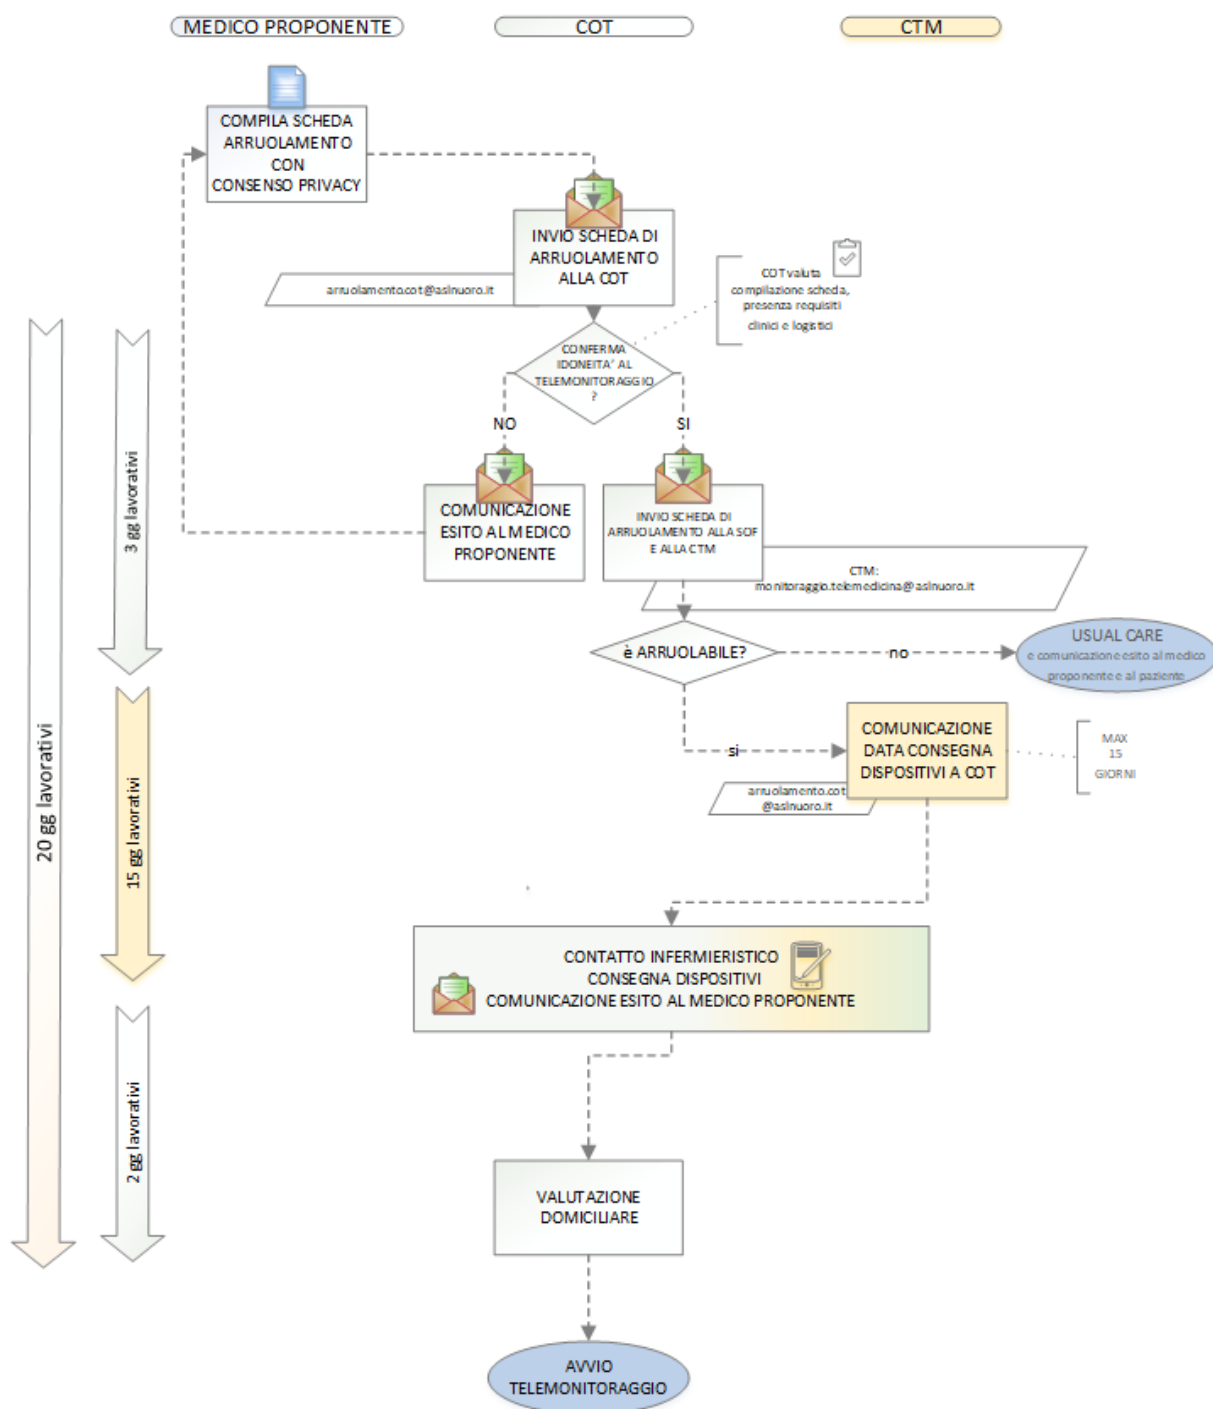 MEDICO PROPONENTE
COT
CTM
COMPILA SCHEDA
ARRUOLAMENTO
CON
CONSENSO PRIVACY
INVIO SCHEDA DI
ARRUOLAMENTO
ALLA COT
arruolamento.cot@aslnuoro.it
COT valuta
compilazione scheda,
presenza requisiti
clinici e logistici
CONFERMA
IDONEITA' AL
TELEMONITORAGGIO
?
NO
SI
COMUNICAZIONE
ESITO AL MEDICO
PROPONENTE
INVIO SCHEDA DI
ARRUOLAMENTO ALLA SOF
E ALLA CTM
CTM:
monitoraggio.telemedicina@aslnuoro.it
è ARRUOLABILE?
no
USUAL CARE
e comunicazione esito al medico
proponente e al paziente
si
COMUNICAZIONE
DATA CONSEGNA
DISPOSITIVI A COT
MAX
15
GIORNI
arruolamento.cot
@aslnuoro.it
CONTATTO INFERMIERISTICO
CONSEGNA DISPOSITIVI
COMUNICAZIONE ESITO AL MEDICO PROPONENTE
VALUTAZIONE
DOMICILIARE
AVVIO
TELEMONITORAGGIO
20 gg lavorativi
3 gg lavorativi
15 gg lavorativi
2 gg lavorativi